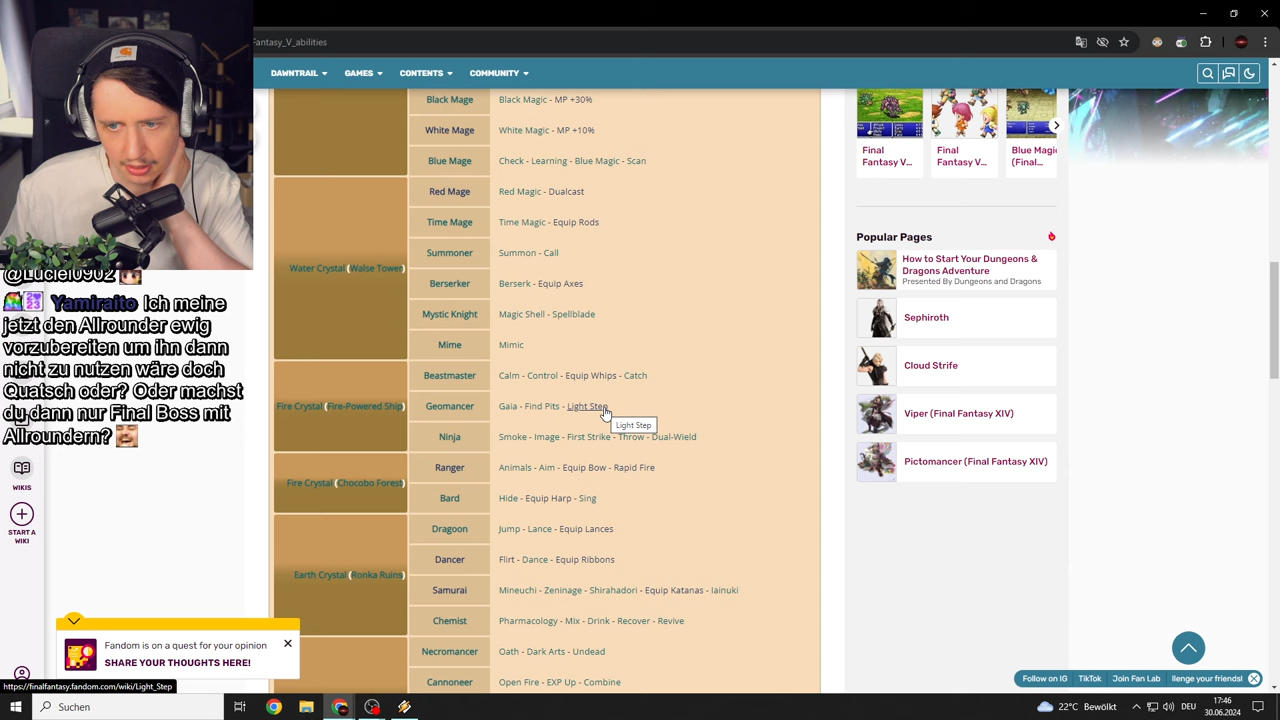 Fantasy_V_abilities
DAWNTRAIL GAMES CONTENTS COMMUNITY
Black Mage Black Magic - MP +30%
White Mage White Magic - MP +10%
Blue Mage Check - Learning - Blue Magic - Scan
Water Crystal (Walse Tower)
Red Mage Red Magic - Dualcast
Time Mage Time Magic - Equip Rods
Summoner Summon - Call
Berserker Berserk - Equip Axes
Mystic Knight Magic Shell - Spellblade
Mime Mimic
Fire Crystal (Fire-Powered Ship)
Beastmaster Calm - Control - Equip Whips - Catch
Geomancer Gaia - Find Pits - Light Step
Light Step
Ninja Smoke - Image - First Strike - Throw - Dual-Wield
Fire Crystal (Chocobo Forest)
Ranger Animals - Aim - Equip Bow - Rapid Fire
Bard Hide - Equip Harp - Sing
Earth Crystal (Ronka Ruins)
Dragoon Jump - Lance - Equip Lances
Dancer Flirt - Dance - Equip Ribbons
Samurai Mineuchi - Zeninage - Shirahadori - Equip Katanas - Iainuki
Chemist Pharmacology - Mix - Drink - Recover - Revive
Necromancer Oath - Dark Arts - Undead
Cannoneer Open Fire - EXP Up - Combine
Final
Fantasy V...
Final
Fantasy V...
Blue Magic
(Final...
Popular Pages
How to Start Your Dungeons &
Dragons Adventure
Presented By Dungeons and Dragons
Sephiroth
Cloud Strife
Viper (Final Fantasy XIV)
Pictomancer (Final Fantasy XIV)
@Luciel0902
23 Yamiraito Ich meine
jetzt den Allrounder ewig
vorzubereiten um ihn dann
nicht zu nutzen wäre doch
Quatsch oder? Oder machst
du dann nur Final Boss mit
Allroundern?
WIKIS
START A
WIKI
Fandom is on a quest for your opinion
SHARE YOUR THOUGHTS HERE!
https://finalfantasy.fandom.com/wiki/Light_Step
Follow on IG TikTok Join Fan Lab llenge your friends!
Suchen
22°C Bewölkt DEU 17:46
30.06.2024